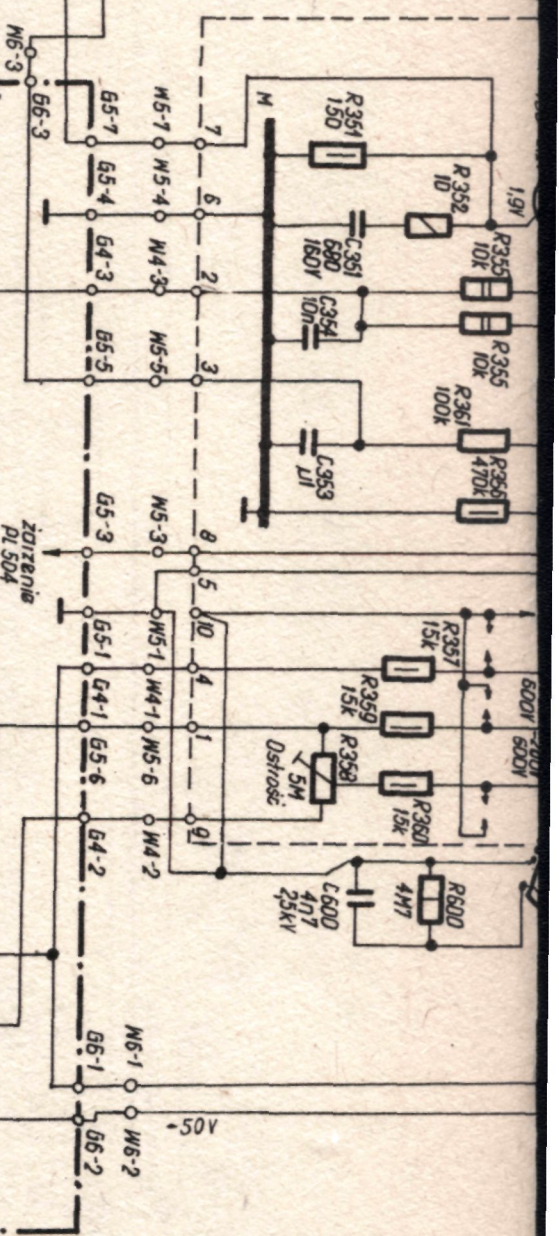 W6-3
G6-3
G5-7
W5-7
7
M
R351
150
R352
10
1,9V
G5-4
W5-4
6
C351
680
160V
R355
10k
G4-3
W4-3
2
C354
10n
R355
10k
G5-5
W5-5
3
R361
100k
C353
µ1
R356
470k
G5-3
W5-3
8
żarzenie
PL504
5
10
G5-1
W5-1
R357
15k
4
G4-1
W4-1
R359
15k
600V
1
G5-6
W5-6
R358
5M
Ostrość
600V
R360
15k
9
G4-2
W4-2
C600
4n7
2,5kV
R600
4M7
G6-1
W6-1
G6-2
W6-2
-50V